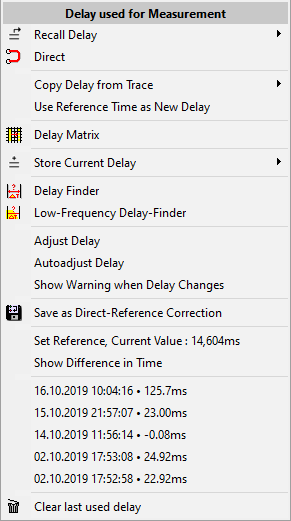 Delay used for Measurement
Recall Delay
Direct
Copy Delay from Trace
Use Reference Time as New Delay
Delay Matrix
Store Current Delay
Delay Finder
Low-Frequency Delay-Finder
Adjust Delay
Autoadjust Delay
Show Warning when Delay Changes
Save as Direct-Reference Correction
Set Reference, Current Value : 14,604ms
Show Difference in Time
16.10.2019 10:04:16 • 125.7ms
15.10.2019 21:57:07 • 23.00ms
14.10.2019 11:56:14 • -0.08ms
02.10.2019 17:53:08 • 24.92ms
02.10.2019 17:52:58 • 22.92ms
Clear last used delay